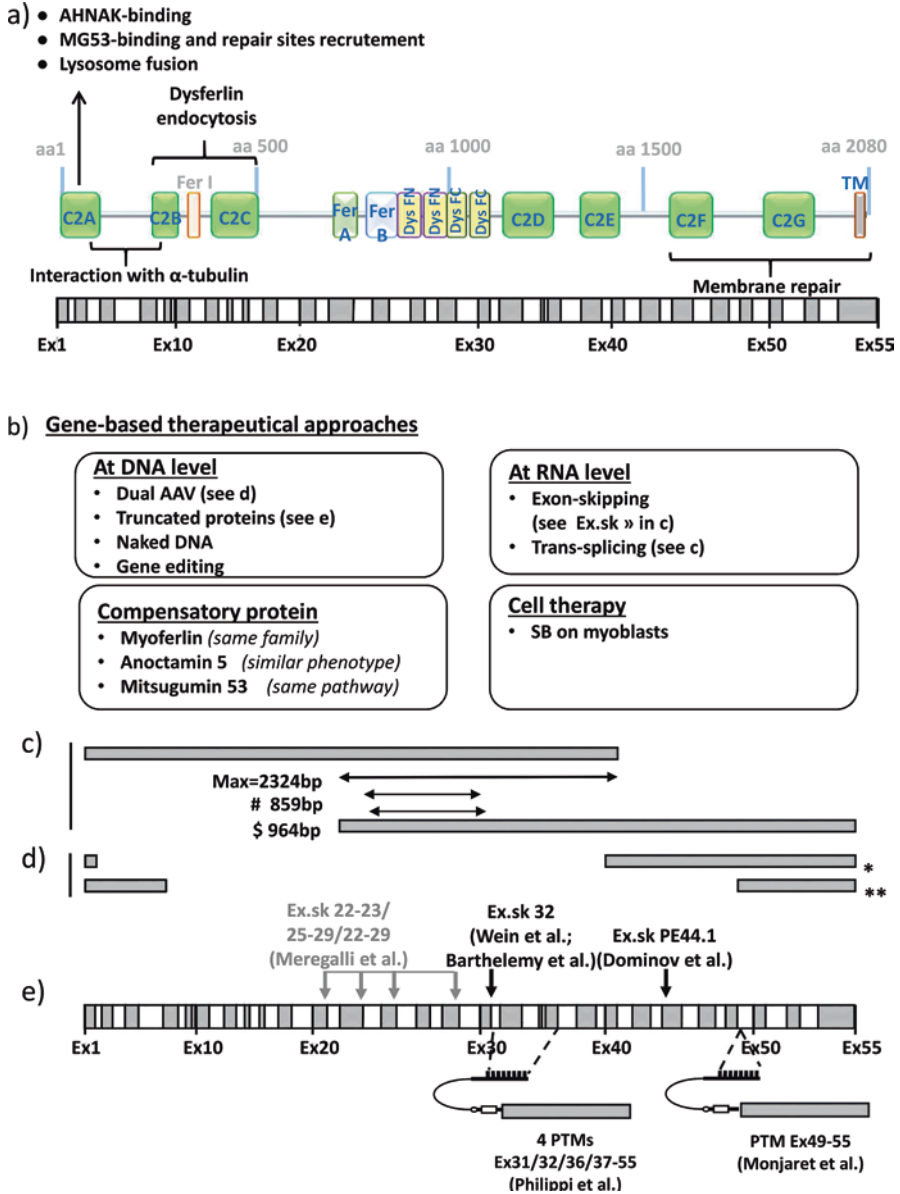 a)
● AHNAK-binding
● MG53-binding and repair sites recrutement
● Lysosome fusion
Dysferlin
endocytosis
aa1
aa 500
aa 1000
aa 1500
aa 2080
Fer I
TM
C2A
C2B
C2C
Fer
A
Fer
B
Dys FN
Dys FN
Dys FC
Dys FC
C2D
C2E
C2F
C2G
Interaction with α-tubulin
Membrane repair
Ex1 Ex10 Ex20 Ex30 Ex40 Ex50 Ex55
b) Gene-based therapeutical approaches
At DNA level
• Dual AAV (see d)
• Truncated proteins (see e)
• Naked DNA
• Gene editing
At RNA level
• Exon-skipping
(see Ex.sk » in c)
• Trans-splicing (see c)
Compensatory protein
• Myoferlin (same family)
• Anoctamin 5 (similar phenotype)
• Mitsugumin 53 (same pathway)
Cell therapy
• SB on myoblasts
c)
Max=2324bp
# 859bp
$ 964bp
d)
*
**
Ex.sk 22-23/
25-29/22-29
(Meregalli et al.)
Ex.sk 32
(Wein et al.;
Barthelemy et al.)
Ex.sk PE44.1
(Dominov et al.)
e)
Ex1 Ex10 Ex20 Ex30 Ex40 Ex50 Ex55
4 PTMs
Ex31/32/36/37-55
(Philippi et al.)
PTM Ex49-55
(Monjaret et al.)